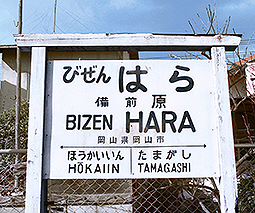 びぜん はら
備前原
BIZEN HARA
岡山県岡山市
ほうかいいん たまがし
HŌKAIIN TAMAGASHI